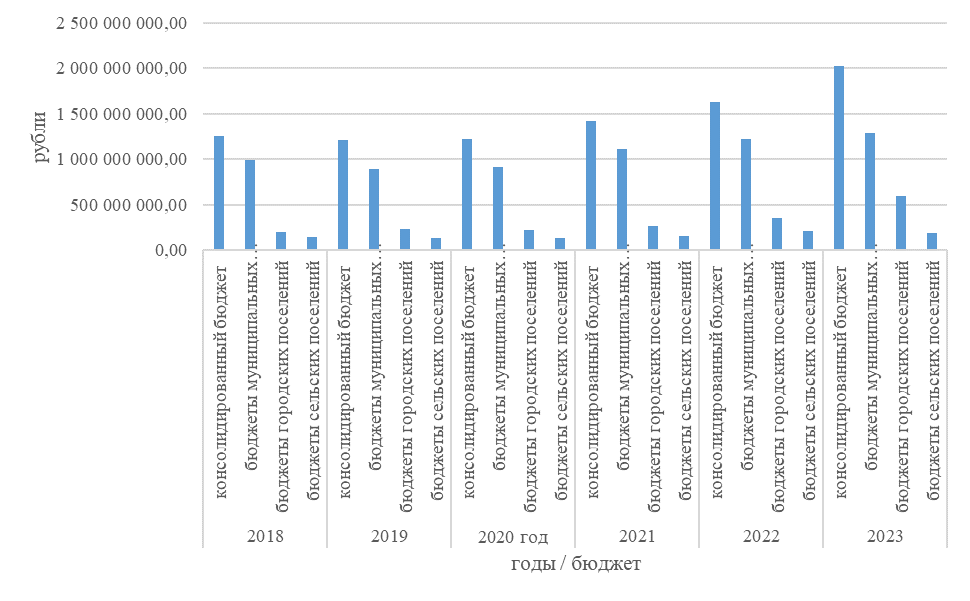 2 500 000 000,00
2 000 000 000,00
1 500 000 000,00
1 000 000 000,00
500 000 000,00
0,00
рубли
консолидированный бюджет
бюджеты муниципальных…
бюджеты городских поселений
бюджеты сельских поселений
консолидированный бюджет
бюджеты муниципальных…
бюджеты городских поселений
бюджеты сельских поселений
консолидированный бюджет
бюджеты муниципальных…
бюджеты городских поселений
бюджеты сельских поселений
консолидированный бюджет
бюджеты муниципальных…
бюджеты городских поселений
бюджеты сельских поселений
консолидированный бюджет
бюджеты муниципальных…
бюджеты городских поселений
бюджеты сельских поселений
консолидированный бюджет
бюджеты муниципальных…
бюджеты городских поселений
бюджеты сельских поселений
2018
2019
2020 год
2021
2022
2023
годы / бюджет